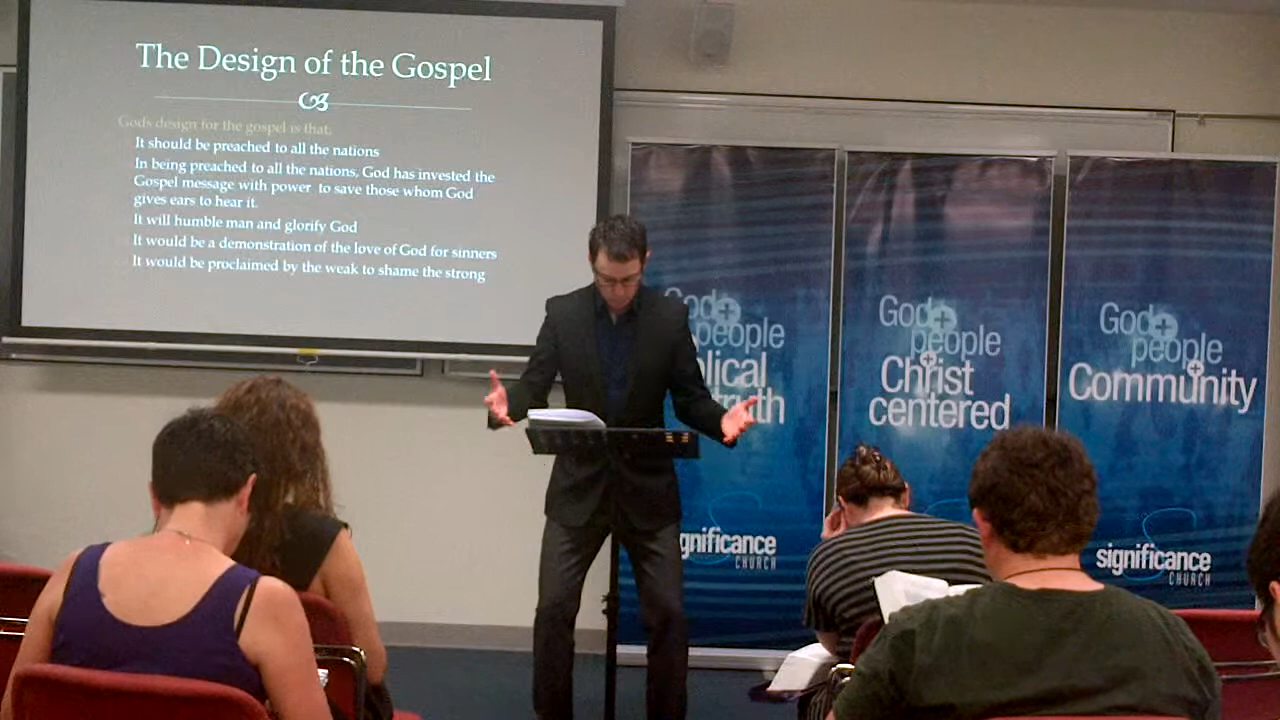 The Design of the Gospel
Gods design for the gospel is that:
It should be preached to all the nations
In being preached to all the nations, God has invested the
Gospel message with power to save those whom God
gives ears to hear it.
It will humble man and glorify God
It would be a demonstration of the love of God for sinners
It would be proclaimed by the weak to shame the strong
God
people
lical
truth
gnificance
CHURCH
God+
people
+
Christ
centered
God+
people
+
Community
significance
CHURCH